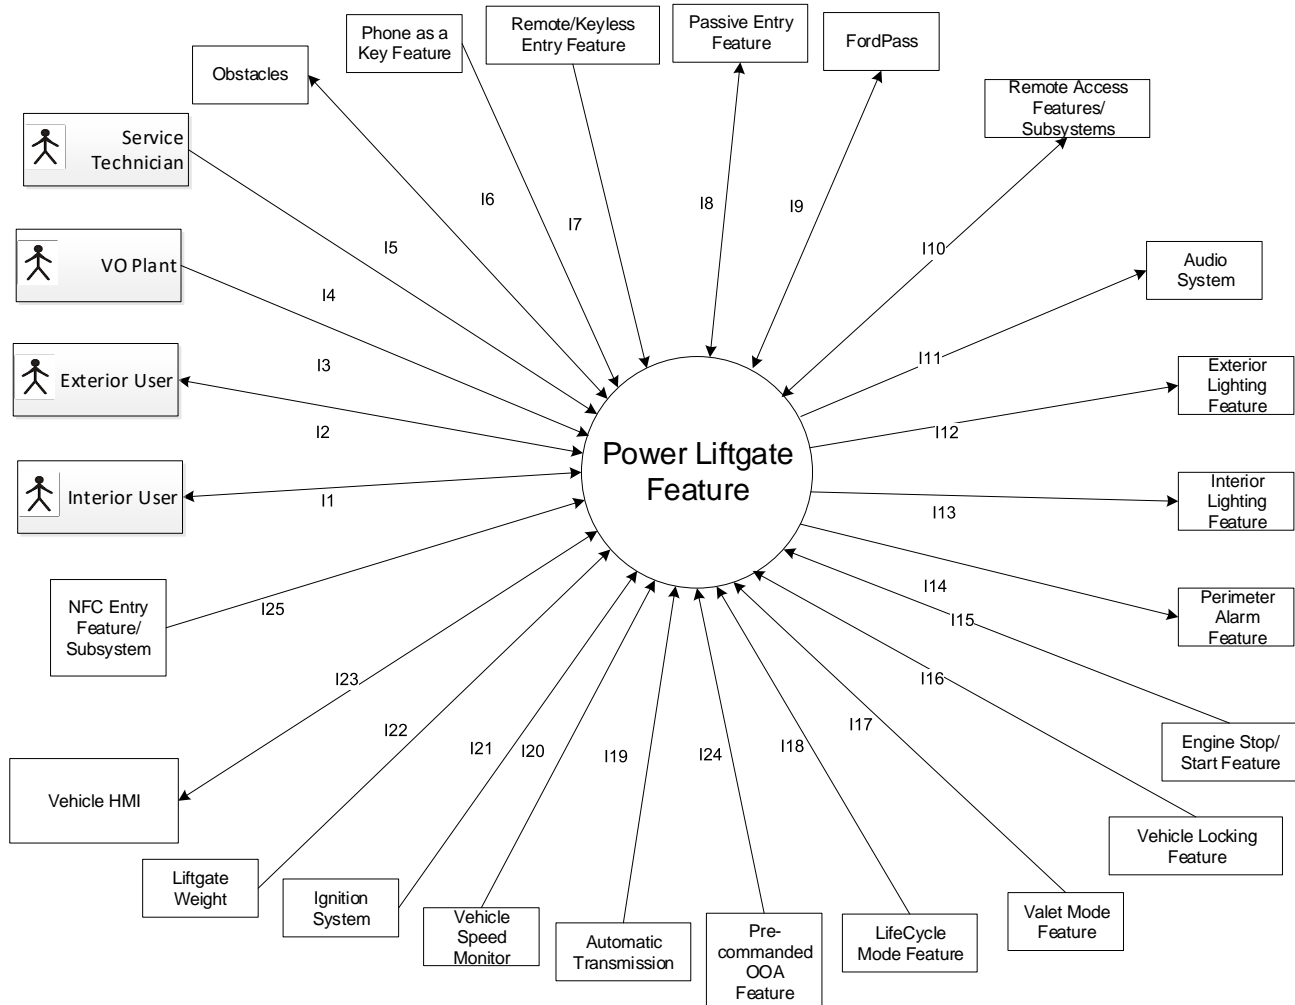 Phone as a
Key Feature
Remote/Keyless
Entry Feature
Passive Entry
Feature
FordPass
Obstacles
Remote Access
Features/
Subsystems
Service
Technician
VO Plant
Exterior User
Interior User
NFC Entry
Feature/
Subsystem
Vehicle HMI
Liftgate
Weight
Ignition
System
Vehicle
Speed
Monitor
Automatic
Transmission
Pre-
commanded
OOA
Feature
LifeCycle
Mode Feature
Valet Mode
Feature
Vehicle Locking
Feature
Engine Stop/
Start Feature
Perimeter
Alarm
Feature
Interior
Lighting
Feature
Exterior
Lighting
Feature
Audio
System
Power Liftgate
Feature
I1
I2
I3
I4
I5
I6
I7
I8
I9
I10
I11
I12
I13
I14
I15
I16
I17
I18
I24
I19
I20
I21
I22
I23
I25